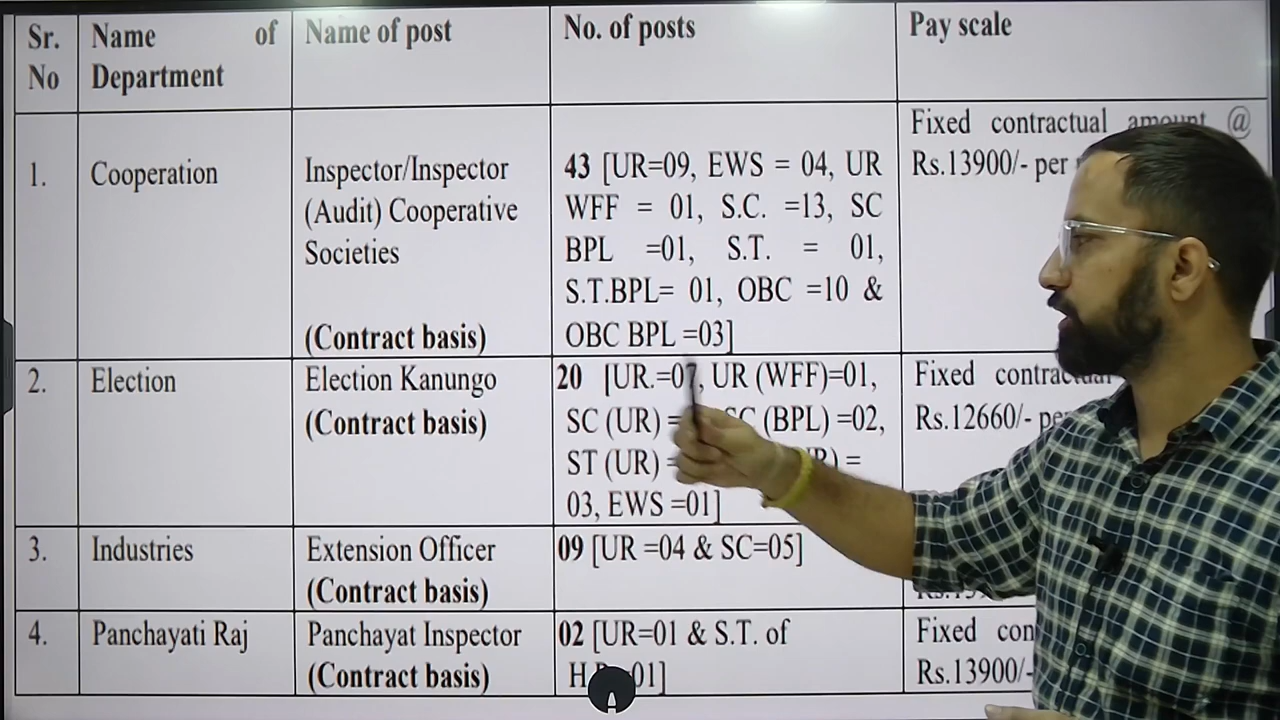 Sr. No
Name of Department
Name of post
No. of posts
Pay scale
1.
Cooperation
Inspector/Inspector
(Audit) Cooperative
Societies
(Contract basis)
43 [UR=09, EWS = 04, UR
WFF = 01, S.C. =13, SC
BPL =01, S.T. = 01,
S.T.BPL= 01, OBC =10 &
OBC BPL =03]
Fixed contractual amount @
Rs.13900/- per
2.
Election
Election Kanungo
(Contract basis)
20 [UR.=07, UR (WFF)=01,
SC (UR) = SC (BPL) =02,
ST (UR) =
03, EWS =01]
Fixed contractual
Rs.12660/- per
3.
Industries
Extension Officer
(Contract basis)
09 [UR =04 & SC=05]
4.
Panchayati Raj
Panchayat Inspector
(Contract basis)
02 [UR=01 & S.T. of
01]
Fixed
Rs.13900/-